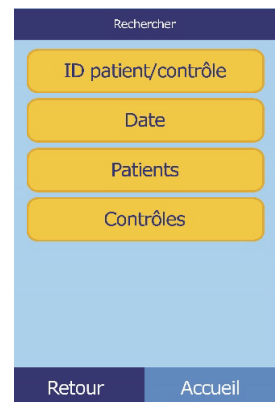 Rechercher
ID patient/contrôle
Date
Patients
Contrôles
Retour Accueil